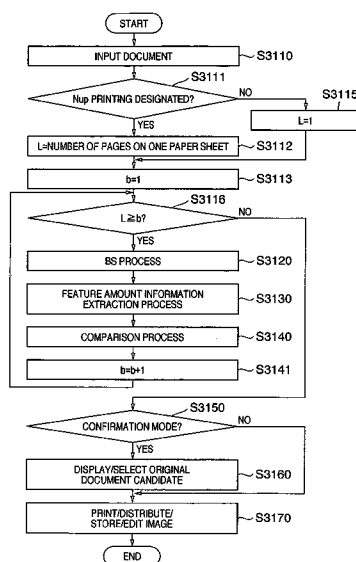 START
INPUT DOCUMENT
S3110
S3111
Nup PRINTING DESIGNATED?
NO
S3115
L=1
YES
L=NUMBER OF PAGES ON ONE PAPER SHEET
S3112
b=1
S3113
S3116
L≧b?
NO
YES
BS PROCESS
S3120
FEATURE AMOUNT INFORMATION
EXTRACTION PROCESS
S3130
COMPARISON PROCESS
S3140
b=b+1
S3141
S3150
CONFIRMATION MODE?
NO
YES
DISPLAY/SELECT ORIGINAL
DOCUMENT CANDIDATE
S3160
PRINT/DISTRIBUTE/
STORE/EDIT IMAGE
S3170
END